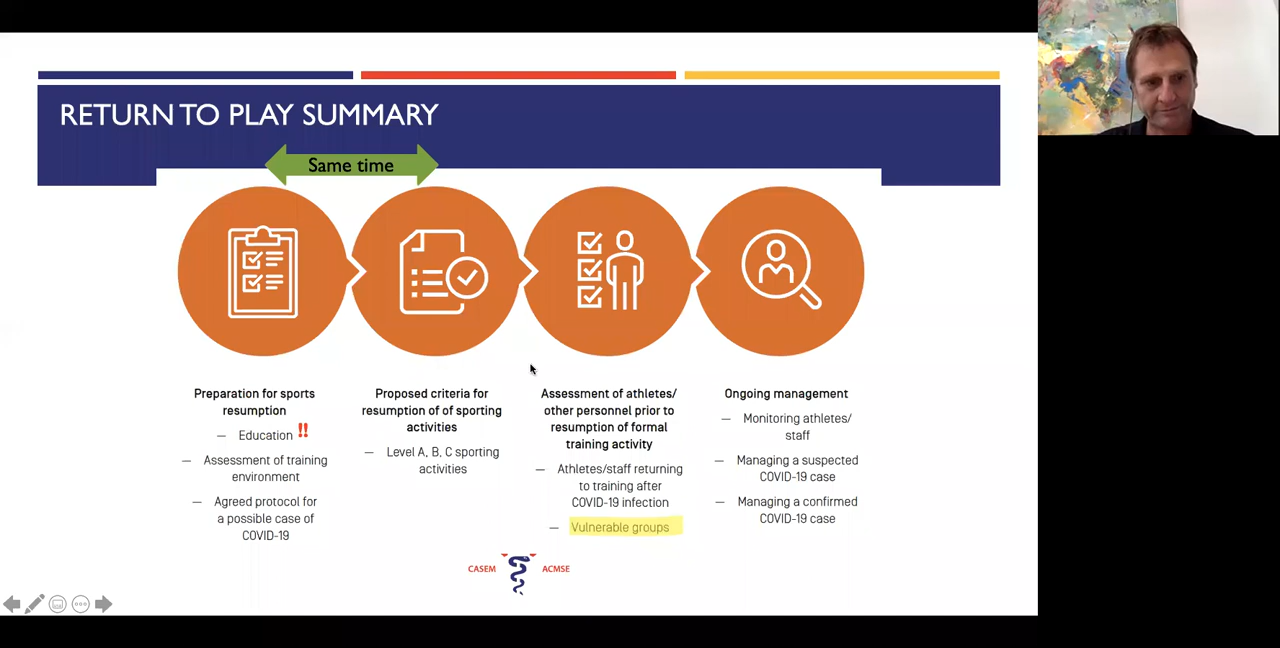 RETURN TO PLAY SUMMARY
Same time
Preparation for sports
resumption
— Education !!
— Assessment of training
environment
— Agreed protocol for
a possible case of
COVID-19
Proposed criteria for
resumption of of sporting
activities
— Level A, B, C sporting
activities
Assessment of athletes/
other personnel prior to
resumption of formal
training activity
— Athletes/staff returning
to training after
COVID-19 infection
— Vulnerable groups
Ongoing management
— Monitoring athletes/
staff
— Managing a suspected
COVID-19 case
— Managing a confirmed
COVID-19 case
CASEM ACMSE